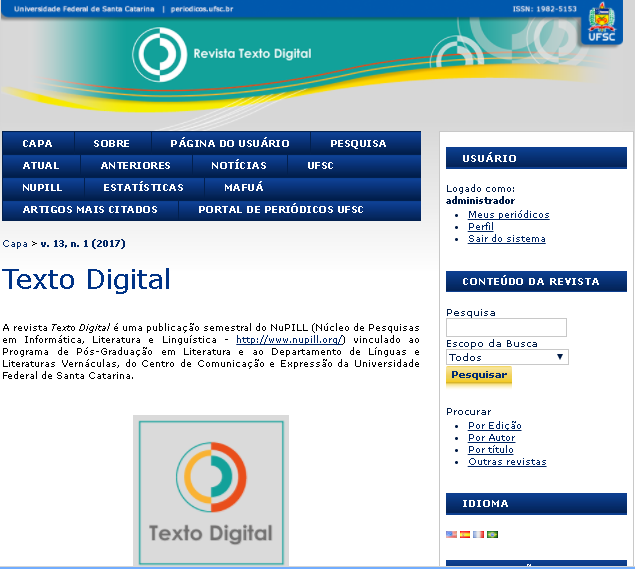 Universidade Federal de Santa Catarina | periodicos.ufsc.br
ISSN: 1982-5153
UFSC
Revista Texto Digital
CAPA SOBRE PÁGINA DO USUÁRIO PESQUISA
ATUAL ANTERIORES NOTÍCIAS UFSC
NUPILL ESTATÍSTICAS MAFUÁ
ARTIGOS MAIS CITADOS PORTAL DE PERIÓDICOS UFSC
Capa > v. 13, n. 1 (2017)
Texto Digital
A revista Texto Digital é uma publicação semestral do NuPILL (Núcleo de Pesquisas
em Informática, Literatura e Linguística - http://www.nupill.org/) vinculado ao
Programa de Pós-Graduação em Literatura e ao Departamento de Línguas e
Literaturas Vernáculas, do Centro de Comunicação e Expressão da Universidade
Federal de Santa Catarina.
Texto Digital
USUÁRIO
Logado como:
administrador
Meus periódicos
Perfil
Sair do sistema
CONTEÚDO DA REVISTA
Pesquisa
Escopo da Busca
Todos
Pesquisar
Procurar
Por Edição
Por Autor
Por título
Outras revistas
IDIOMA